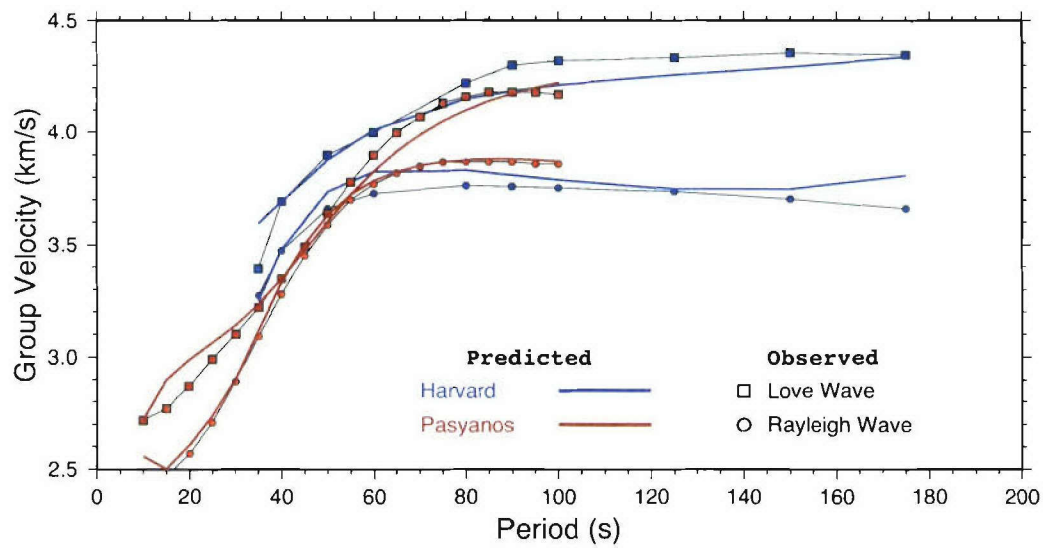 4.5
4.0
3.5
3.0
2.5
Group Velocity (km/s)
Predicted Observed
Harvard Love Wave
Pasyanos Rayleigh Wave
0 20 40 60 80 100 120 140 160 180 200
Period (s)